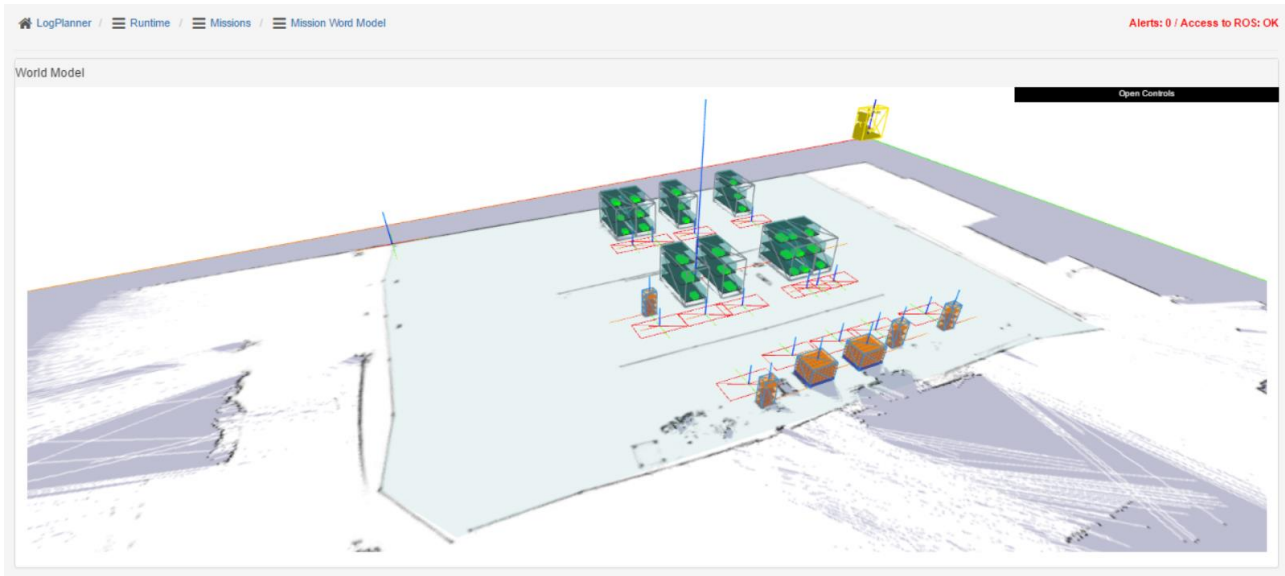 LogPlanner / Runtime / Missions / Mission Word Model
Alerts: 0 / Access to ROS: OK
World Model
Open Controls